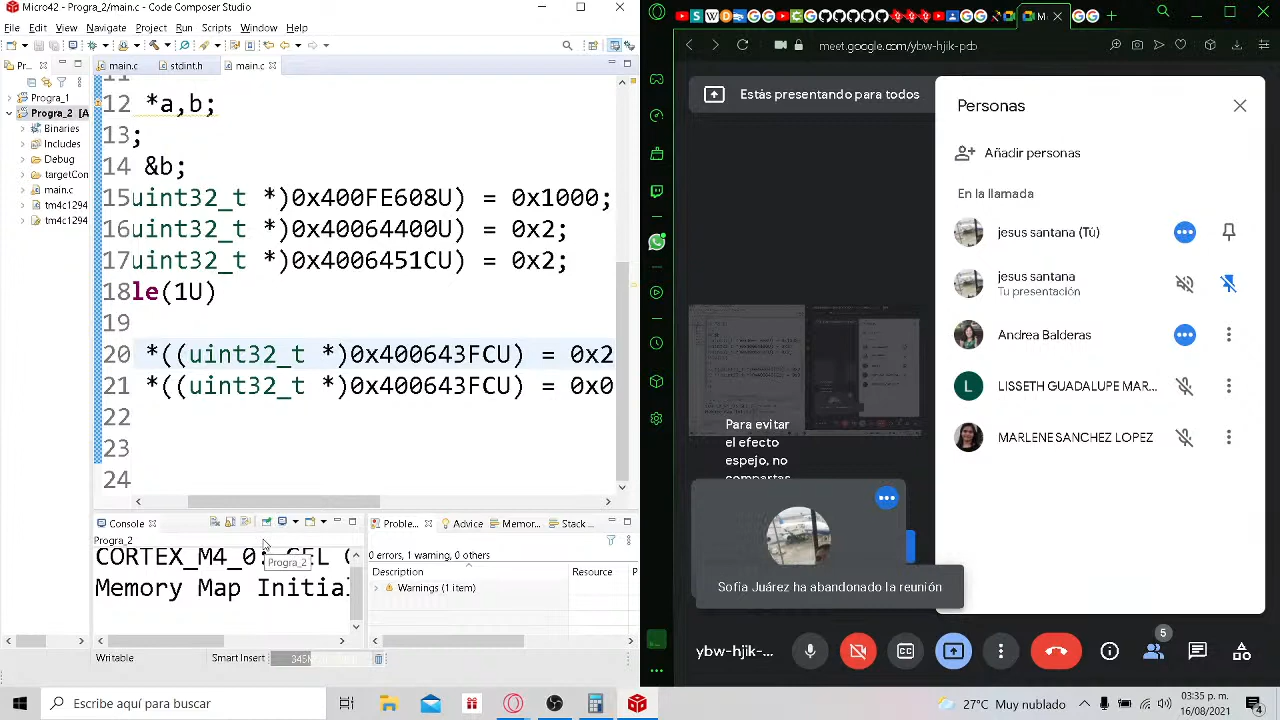 Micro42 - Progra_2/main.c - Code Composer Studio
File Edit View Navigate Project Run Scripts Window Help
Pr...
Progra_1
Progra_2 [A
Binaries
Includes
Debug
targetCon
main.c
tm4c1294
tm4c1294
main.c
stdint.h
main.c
11
12 *a,b;
13 ;
14 &b;
15 uint32_t *)0x400FE608U) = 0x1000;
16 uint32_t *)0x40064400U) = 0x2;
17 uint32_t *)0x4006451CU) = 0x2;
18 le(1U)
19
20 *((uint32_t *)0x400643FCU) = 0x2
21 *((uint32_t *)0x400643FCU) = 0x0
22
23
24
Console
Progra_2
CORTEX_M4_0: GEL
Progra_2
Memory Map Initial
Proble...
Advice
Memor...
Stack ...
0 errors, 1 warning, 0 others
Description
Resource
P
Warnings (1 item)
Writable
Smart Insert
meet.google.com/ybw-hjik-pdb
Estás presentando para todos
Para evitar
el efecto
espejo, no
compartas
Personas
Añadir personas
En la llamada
jesus santana (Tú)
jesus santana
Tu presentación
Andrea Balderas
L
LISSETH GUADALUPE MAR...
MARLENE SANCHEZ LOPEZ
Sofia Juárez ha abandonado la reunión
ybw-hjik-...
5
Escribe aquí para buscar
27°C Muy nublado
03:35 p. m.
16/08/2021
4